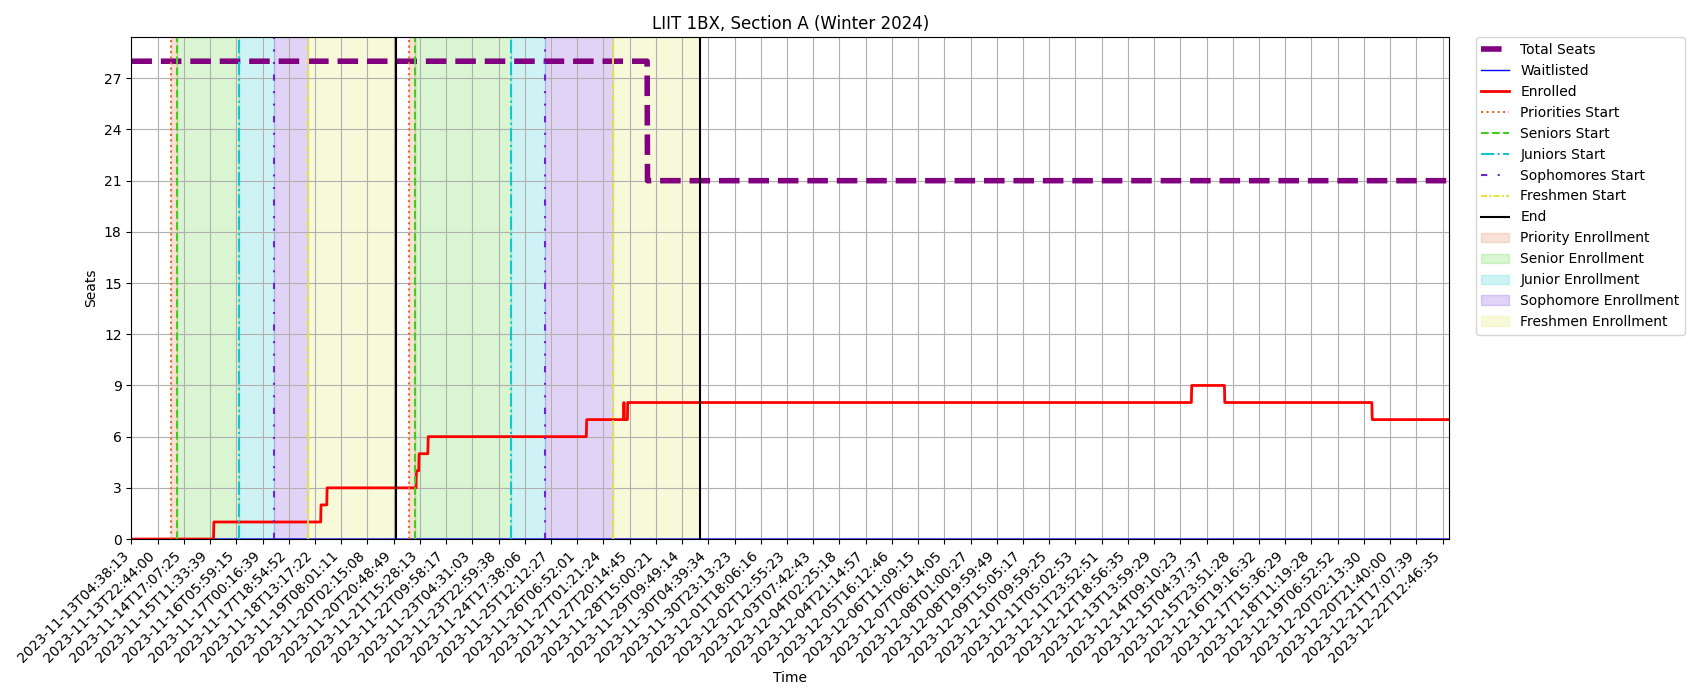 LIIT 1BX, Section A (Winter 2024)
Seats
27
24
21
18
15
12
9
6
3
0
2023-11-13T04:38:13
2023-11-13T22:44:00
2023-11-14T17:07:25
2023-11-15T11:33:39
2023-11-16T05:59:15
2023-11-17T00:16:39
2023-11-17T18:54:52
2023-11-18T13:17:22
2023-11-19T08:01:11
2023-11-20T02:15:08
2023-11-20T20:48:49
2023-11-21T15:28:13
2023-11-22T09:58:17
2023-11-23T04:31:03
2023-11-23T22:59:38
2023-11-24T17:38:06
2023-11-25T12:12:27
2023-11-26T06:52:01
2023-11-27T01:21:24
2023-11-27T20:14:45
2023-11-28T15:00:21
2023-11-29T09:49:14
2023-11-30T04:39:34
2023-11-30T23:13:23
2023-12-01T18:06:16
2023-12-02T12:55:23
2023-12-03T07:42:43
2023-12-04T02:25:18
2023-12-04T21:14:57
2023-12-05T16:12:46
2023-12-06T11:09:15
2023-12-07T06:14:05
2023-12-08T01:00:27
2023-12-08T19:59:49
2023-12-09T15:05:17
2023-12-10T09:59:25
2023-12-11T05:02:53
2023-12-11T23:52:51
2023-12-12T18:56:35
2023-12-13T13:59:29
2023-12-14T09:10:23
2023-12-15T04:37:37
2023-12-15T23:51:28
2023-12-16T19:16:32
2023-12-17T15:36:29
2023-12-18T11:19:28
2023-12-19T06:52:52
2023-12-20T02:13:30
2023-12-20T21:40:00
2023-12-21T17:07:39
2023-12-22T12:46:35
Time
Total Seats
Waitlisted
Enrolled
Priorities Start
Seniors Start
Juniors Start
Sophomores Start
Freshmen Start
End
Priority Enrollment
Senior Enrollment
Junior Enrollment
Sophomore Enrollment
Freshmen Enrollment